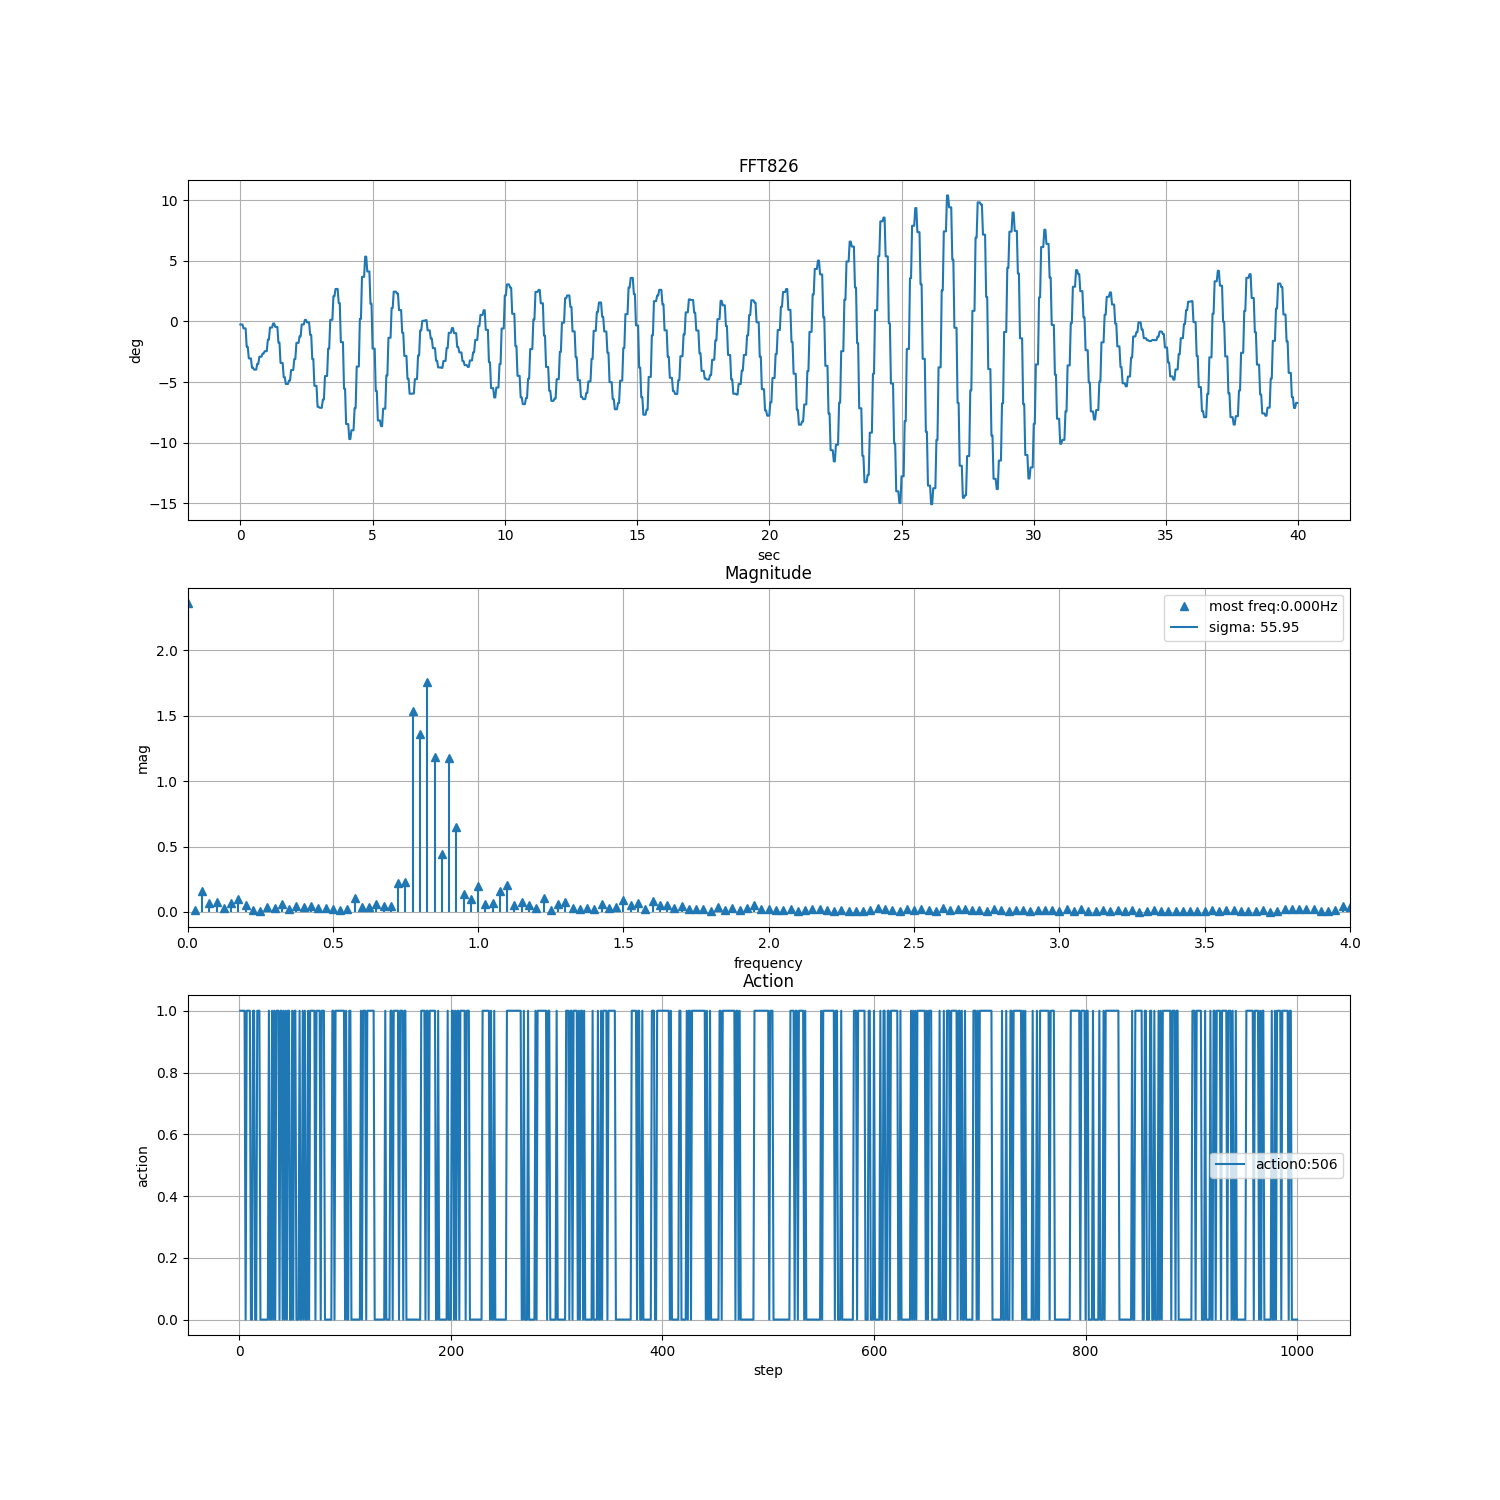 FFT826
10
5
0
−5
−10
−15
deg
0 5 10 15 20 25 30 35 40
sec
Magnitude
most freq:0.000Hz
sigma: 55.95
2.0
1.5
1.0
0.5
0.0
mag
0.0 0.5 1.0 1.5 2.0 2.5 3.0 3.5 4.0
frequency
Action
1.0
0.8
0.6
0.4
0.2
0.0
action
action0:506
0 200 400 600 800 1000
step